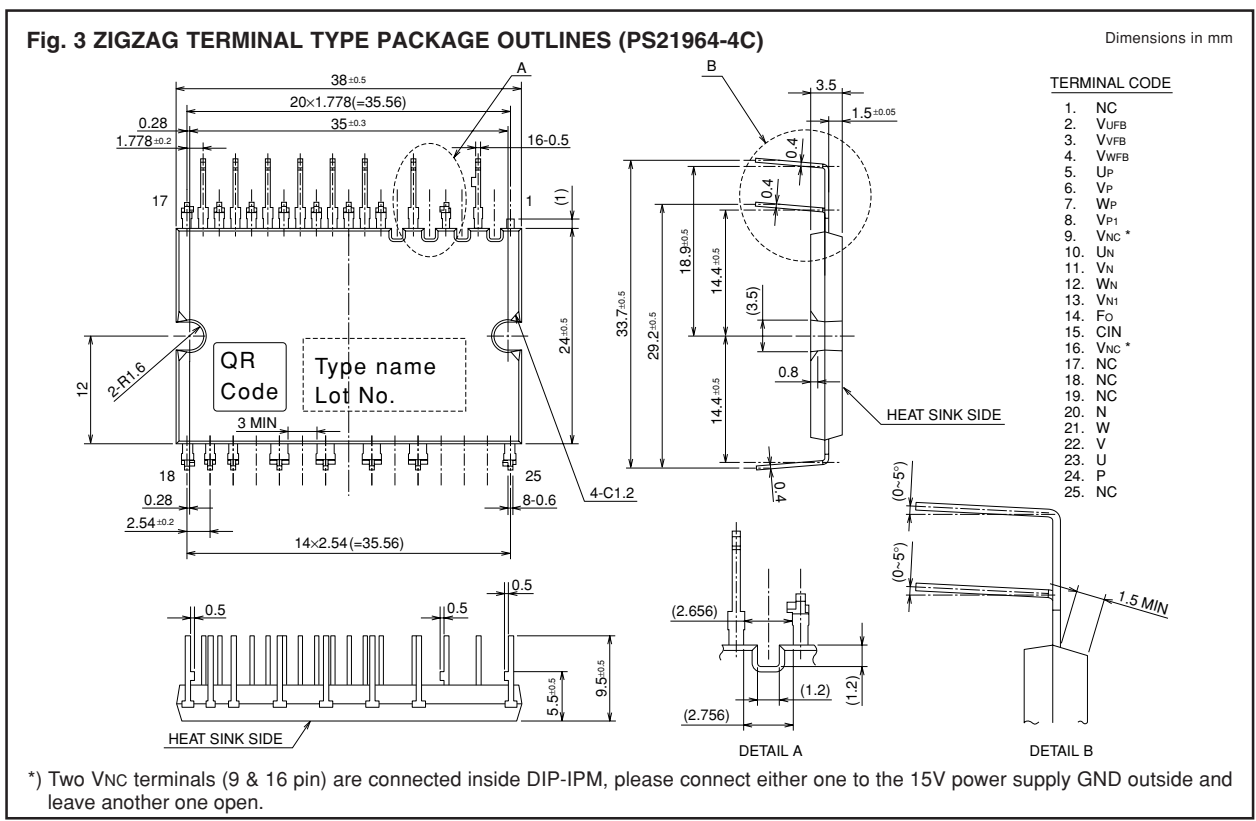 Fig. 3 ZIGZAG TERMINAL TYPE PACKAGE OUTLINES (PS21964-4C)
Dimensions in mm
A
38±0.5
20×1.778(=35.56)
0.28
35±0.3
1.778±0.2
16-0.5
17
1
(1)
24±0.5
12
2-R1.6
QR
Code
Type name
Lot No.
3 MIN
18
25
0.28
2.54±0.2
14×2.54(=35.56)
8-0.6
4-C1.2
B
3.5
1.5±0.05
0.4
0.4
18.9±0.5
14.4±0.5
33.7±0.5
29.2±0.5
(3.5)
0.8
14.4±0.5
0.4
HEAT SINK SIDE
TERMINAL CODE
1. NC
2. VUFB
3. VVFB
4. VWFB
5. UP
6. VP
7. WP
8. VP1
9. VNC *
10. UN
11. VN
12. WN
13. VN1
14. FO
15. CIN
16. VNC *
17. NC
18. NC
19. NC
20. N
21. W
22. V
23. U
24. P
25. NC
0.5
0.5
0.5
5.5±0.5
9.5±0.5
HEAT SINK SIDE
(2.656)
(1.2)
(1.2)
(2.756)
DETAIL A
(0~5°)
(0~5°)
1.5 MIN
DETAIL B
*) Two VNC terminals (9 & 16 pin) are connected inside DIP-IPM, please connect either one to the 15V power supply GND outside and
leave another one open.